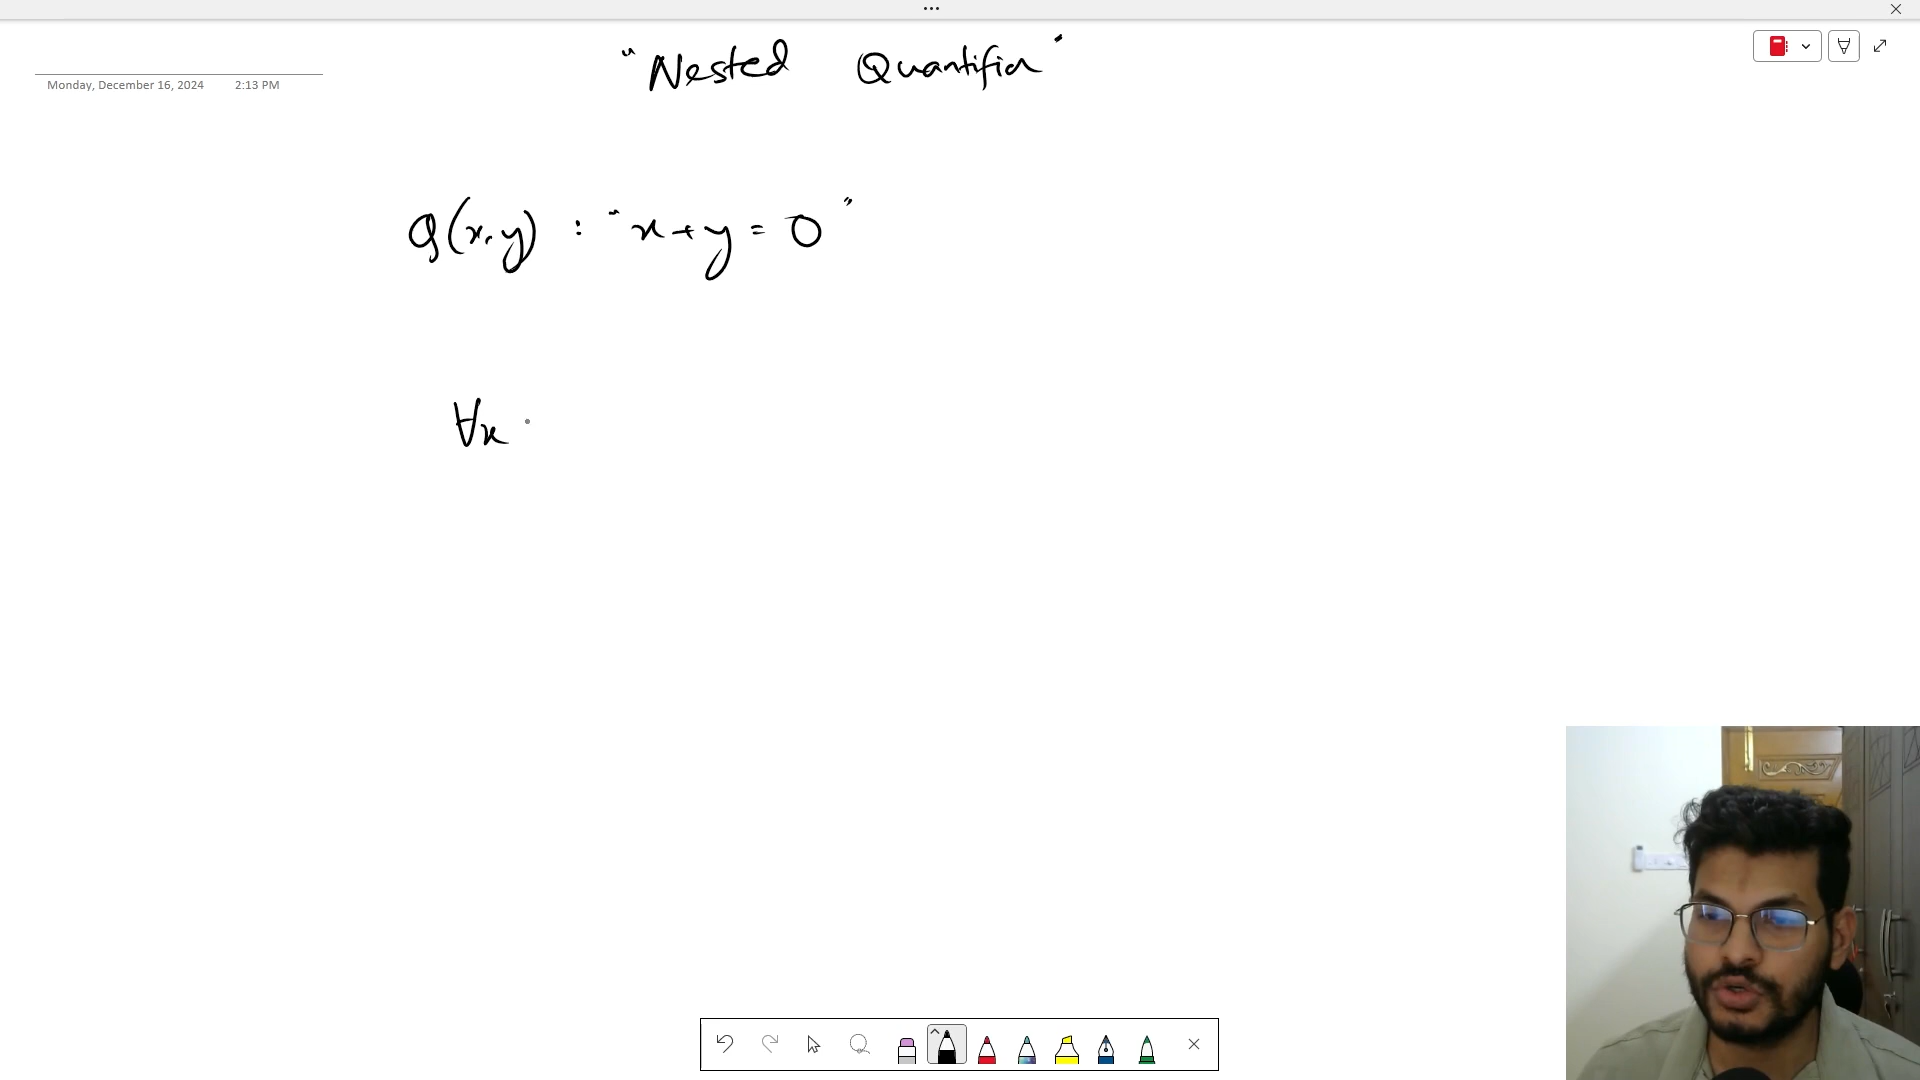 "Nested Quantifier"
Monday, December 16, 2024 2:13 PM
Q(x,y) : "x+y = 0"
∀x